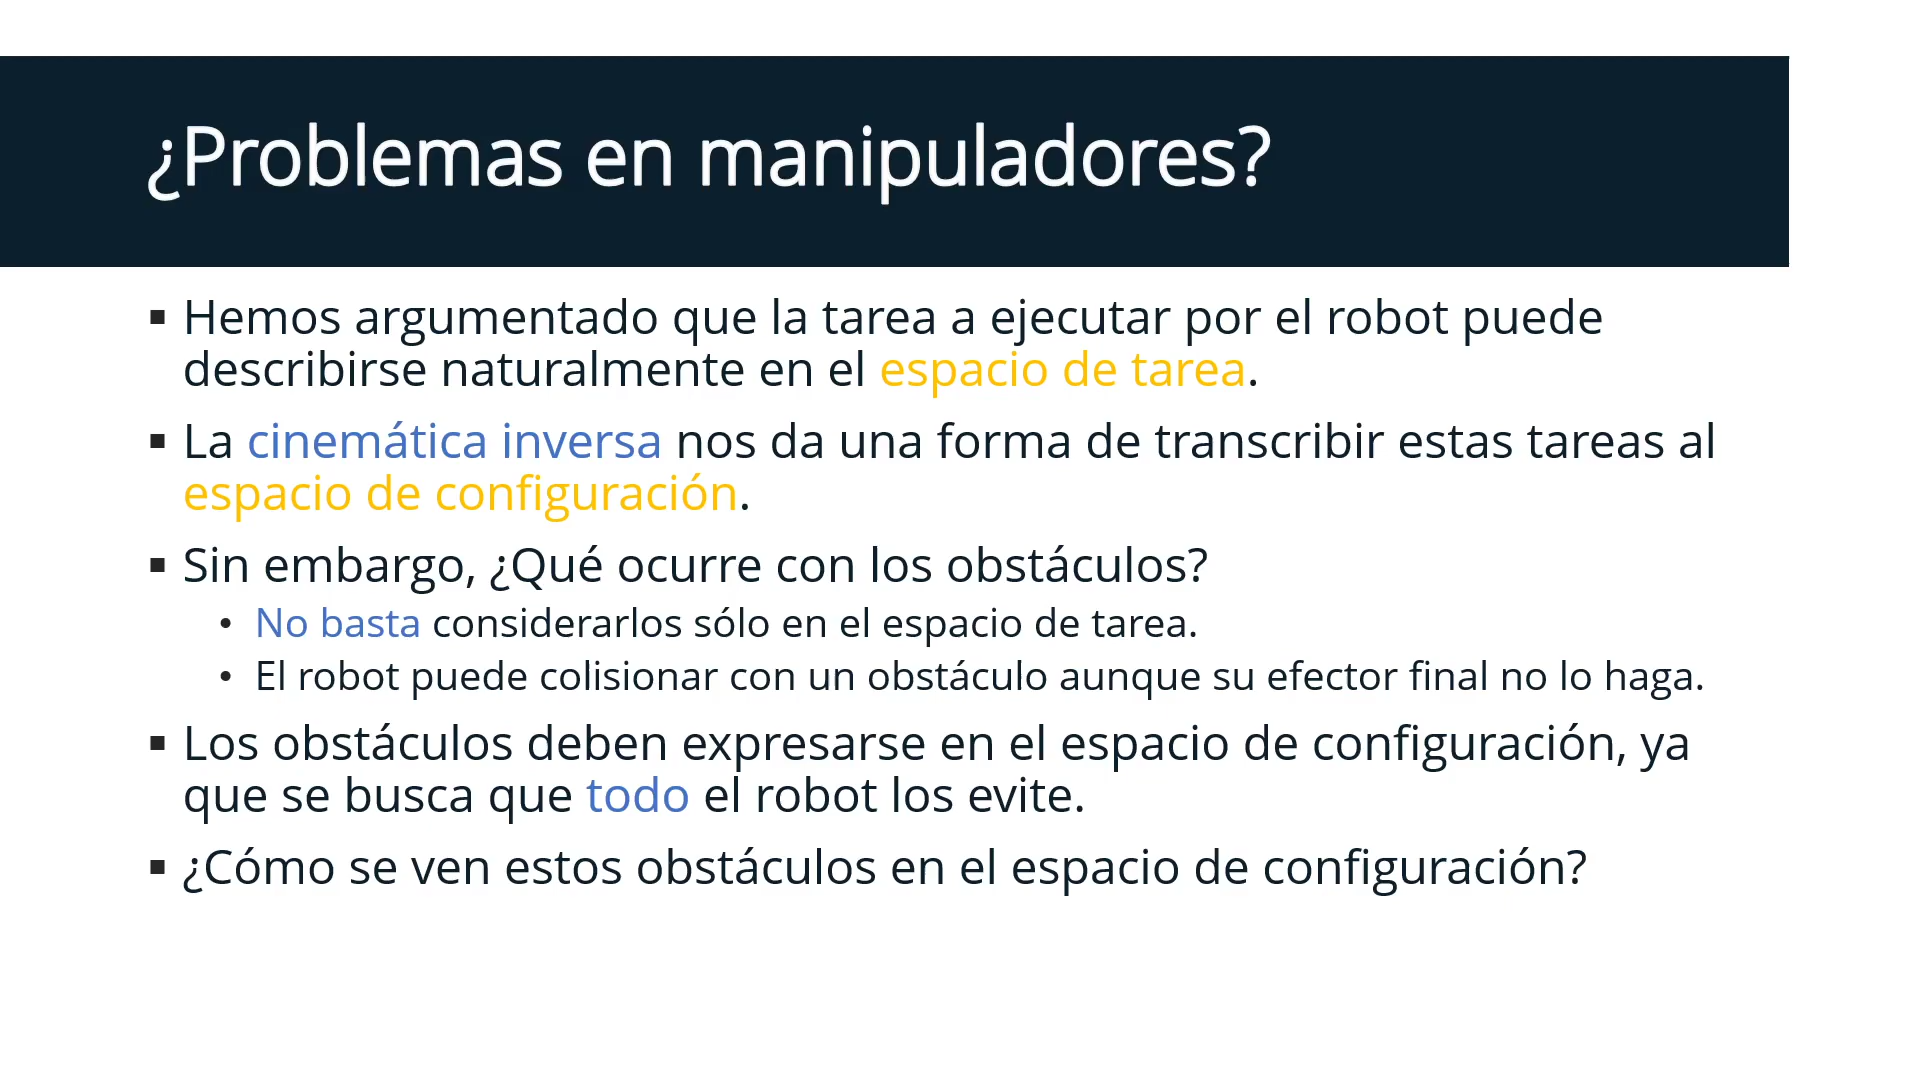 ¿Problemas en manipuladores?
▪ Hemos argumentado que la tarea a ejecutar por el robot puede
describirse naturalmente en el espacio de tarea.
▪ La cinemática inversa nos da una forma de transcribir estas tareas al
espacio de configuración.
▪ Sin embargo, ¿Qué ocurre con los obstáculos?
• No basta considerarlos sólo en el espacio de tarea.
• El robot puede colisionar con un obstáculo aunque su efector final no lo haga.
▪ Los obstáculos deben expresarse en el espacio de configuración, ya
que se busca que todo el robot los evite.
▪ ¿Cómo se ven estos obstáculos en el espacio de configuración?